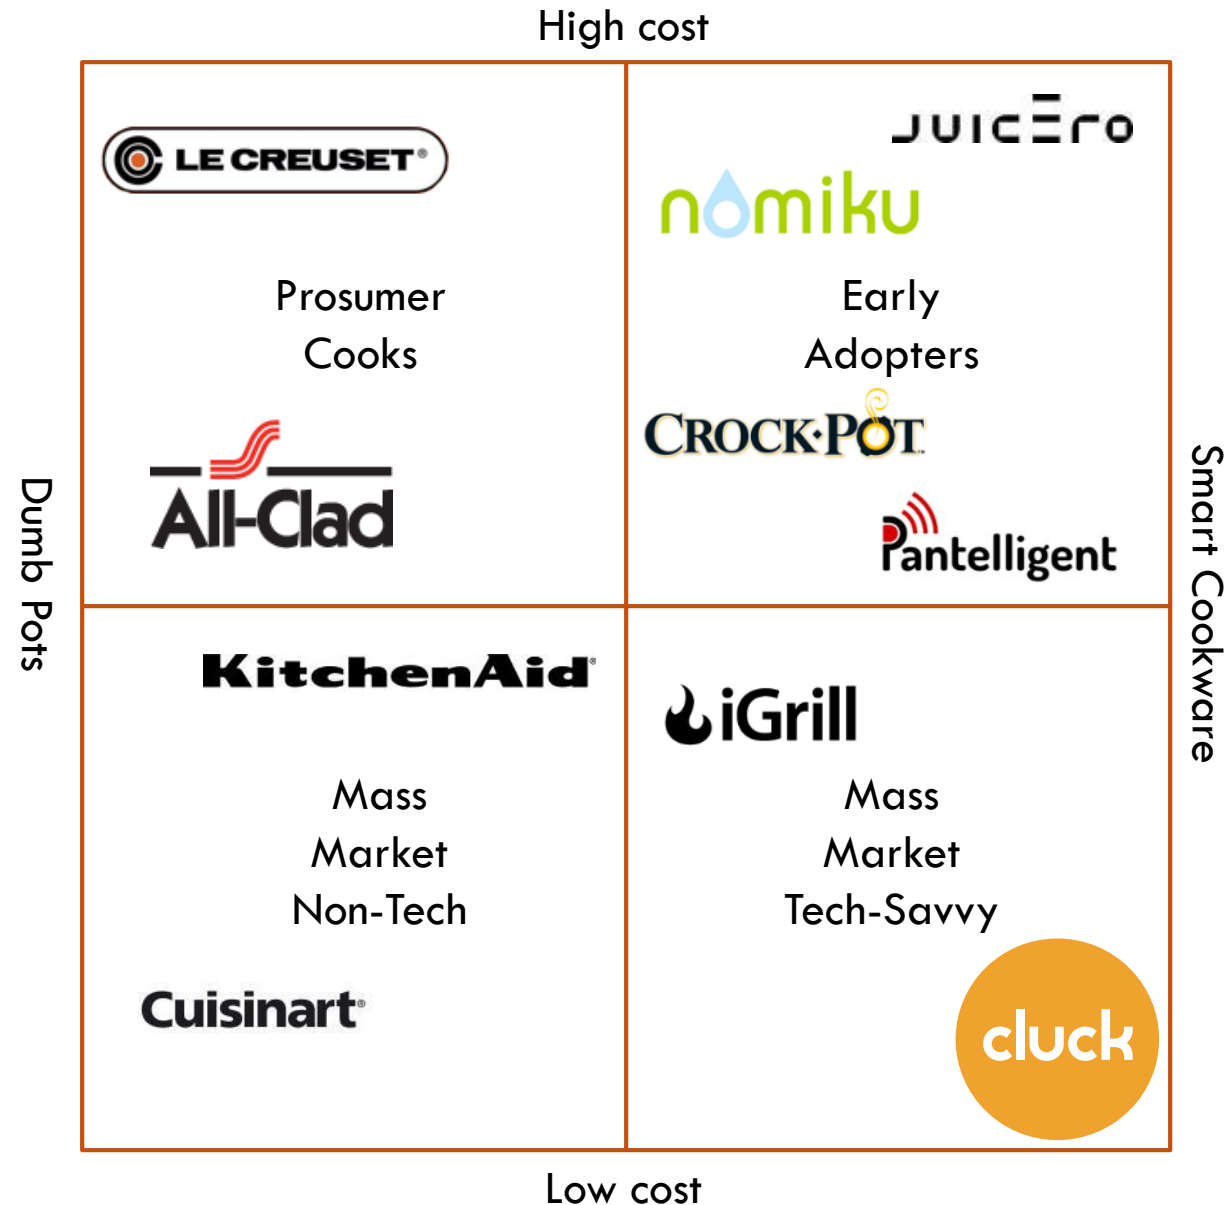 High cost
LE CREUSET®
JUICERO
nomiku
Prosumer
Cooks
Early
Adopters
CROCK·POT™
All-Clad
Pantelligent
Dumb Pots
Smart Cookware
KitchenAid®
iGrill
Mass
Market
Non-Tech
Mass
Market
Tech-Savvy
Cuisinart®
cluck
Low cost